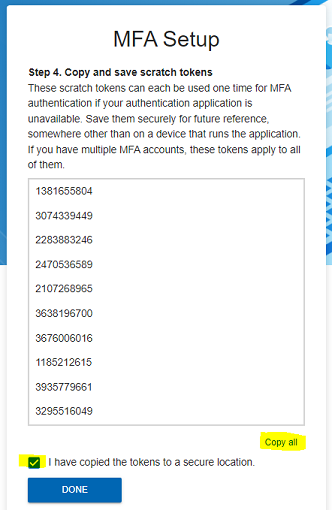 MFA Setup
Step 4. Copy and save scratch tokens
These scratch tokens can each be used one time for MFA
authentication if your authentication application is
unavailable. Save them securely for future reference,
somewhere other than on a device that runs the application.
If you have multiple MFA accounts, these tokens apply to all
of them.
1381655804
3074339449
2283883246
2470536589
2107268965
3638196700
3676006016
1185212615
3935779661
3295516049
Copy all
I have copied the tokens to a secure location.
DONE